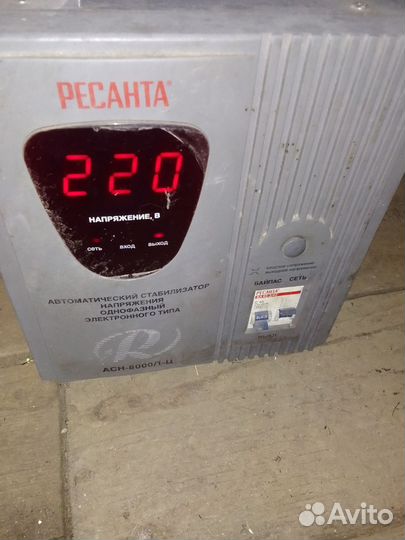 РЕСАНТА®
220
НАПРЯЖЕНИЕ, В
СЕТЬ ВХОД ВЫХОД
БАЙПАС СЕТЬ
РЕСАНТА
АВТОМАТИЧЕСКИЙ СТАБИЛИЗАТОР
НАПРЯЖЕНИЯ
ОДНОФАЗНЫЙ
ЭЛЕКТРОННОГО ТИПА
R
АСН-8000/1-Ц
Avito